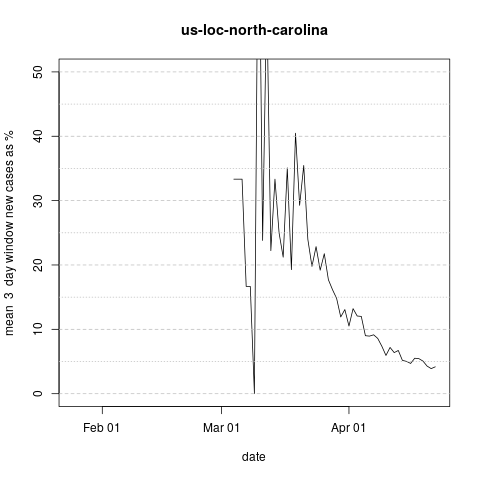 us-loc-north-carolina
mean 3 day window new cases as %
50
40
30
20
10
0
Feb 01
Mar 01
Apr 01
date